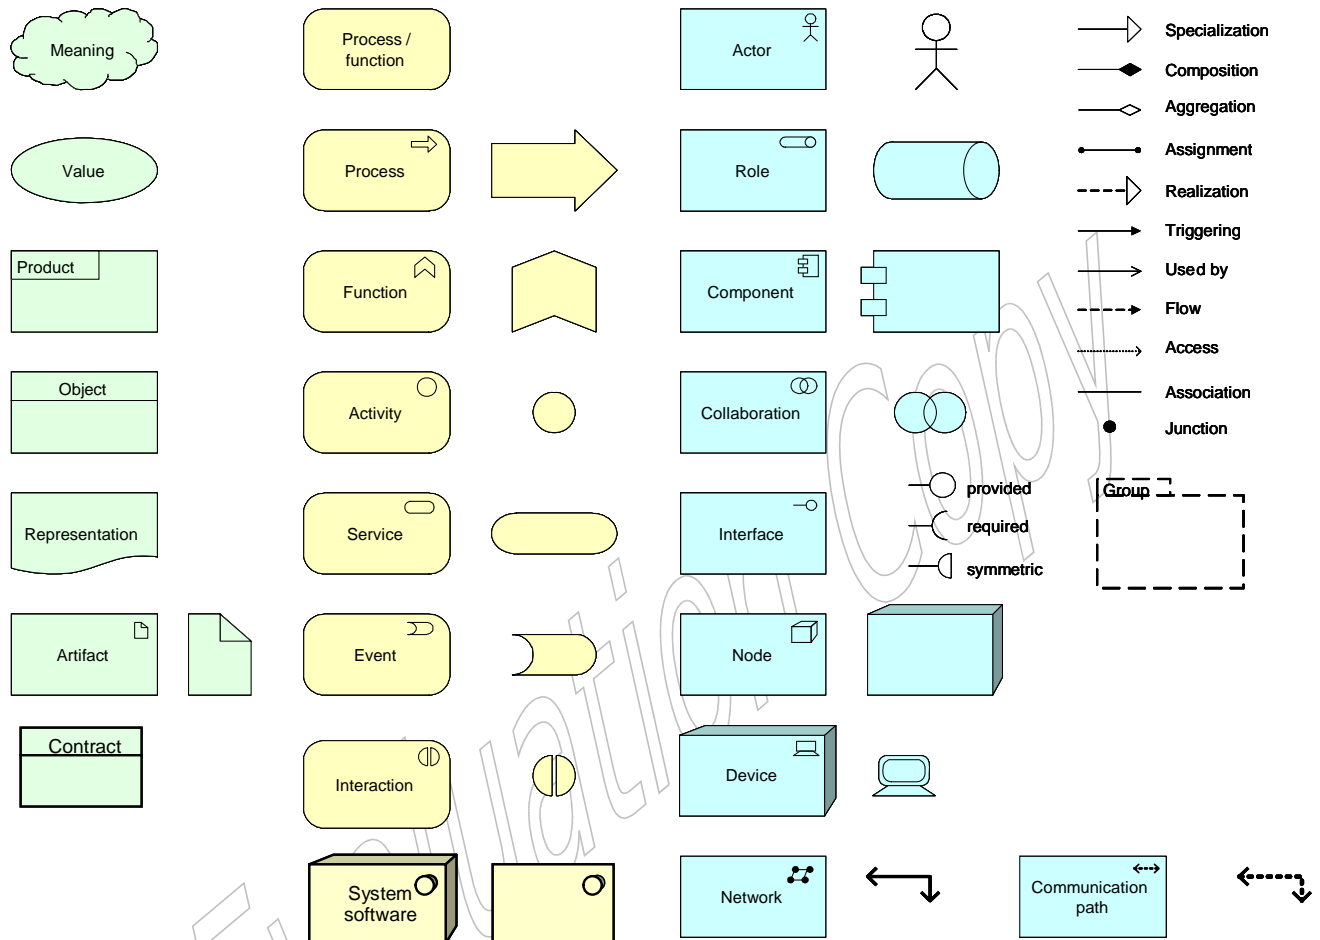 Meaning
Process /
function
Actor
Specialization
Composition
Aggregation
Value
Process
Role
Assignment
Realization
Triggering
Product
Function
Component
Used by
Flow
Access
Object
Activity
Collaboration
Association
Junction
Representation
Service
Interface
provided
required
symmetric
Group
Artifact
Event
Node
Contract
Interaction
Device
System
software
Network
Communication
path
Evaluation Copy